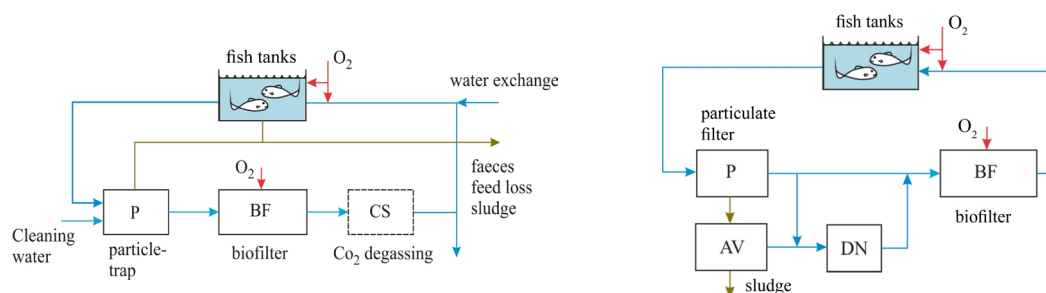 fish tanks
O2
water exchange
faeces
feed loss
sludge
O2
P
BF
CS
Cleaning
water
particle-
trap
biofilter
Co2 degassing
fish tanks
O2
particulate
filter
O2
P
BF
biofilter
AV
DN
sludge